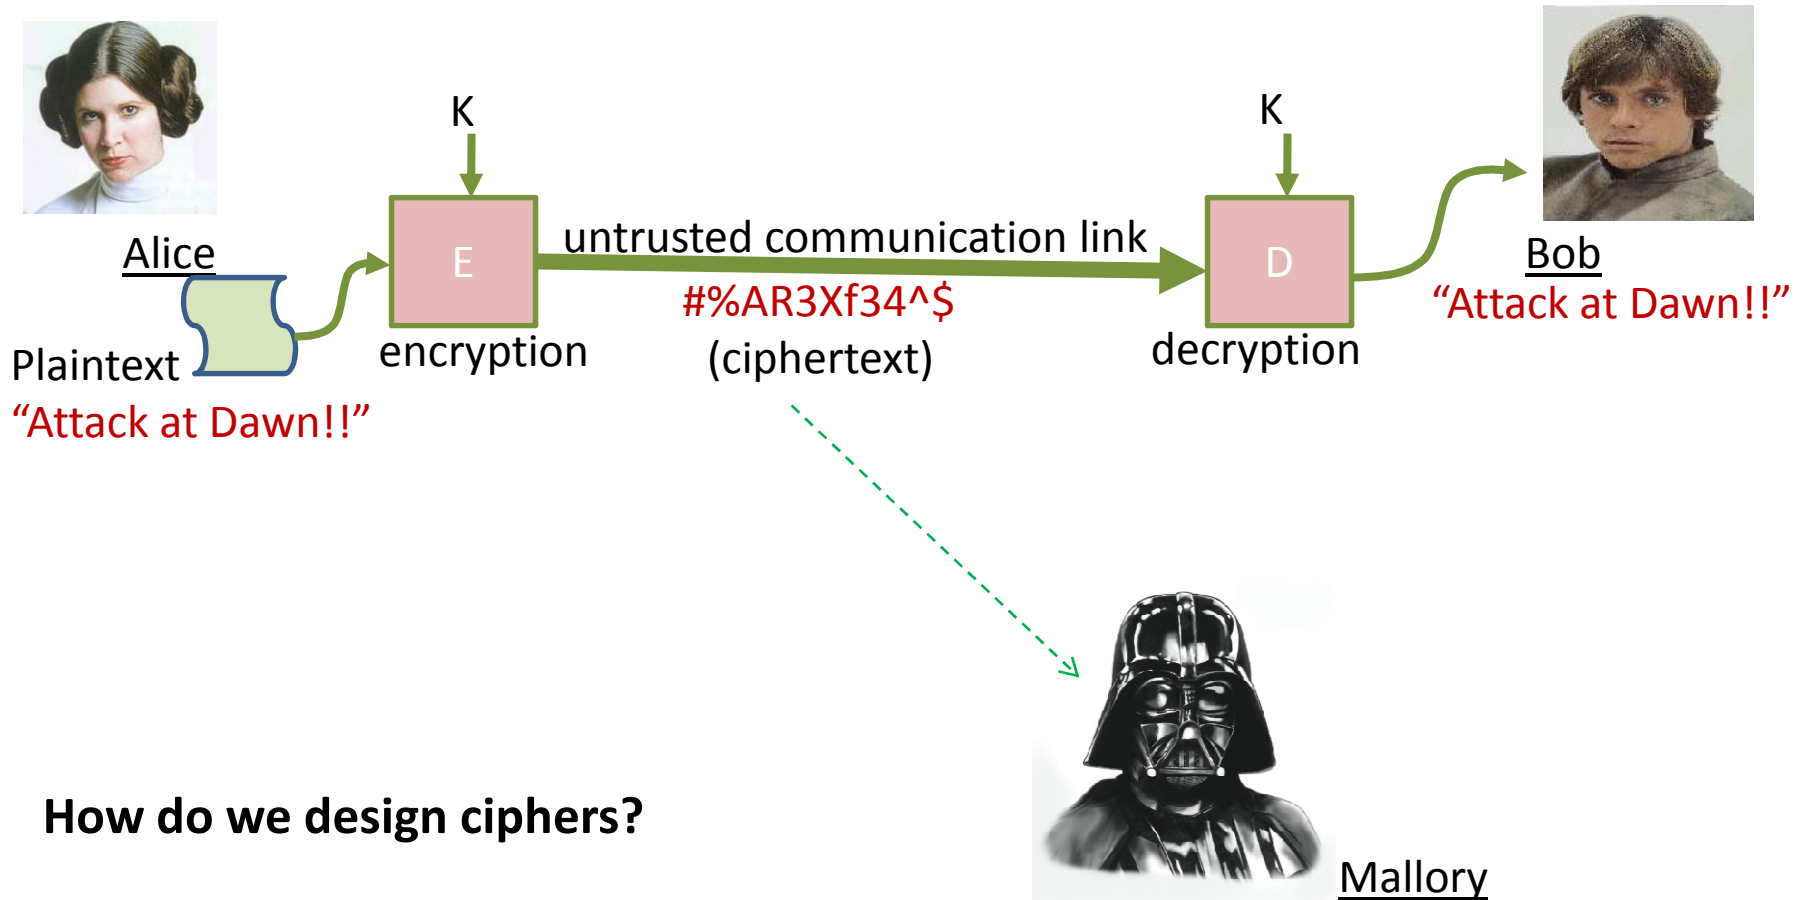 K
K
Alice
E
untrusted communication link
D
Bob
#%AR3Xf34^$
“Attack at Dawn!!”
Plaintext
encryption
(ciphertext)
decryption
“Attack at Dawn!!”
How do we design ciphers?
Mallory